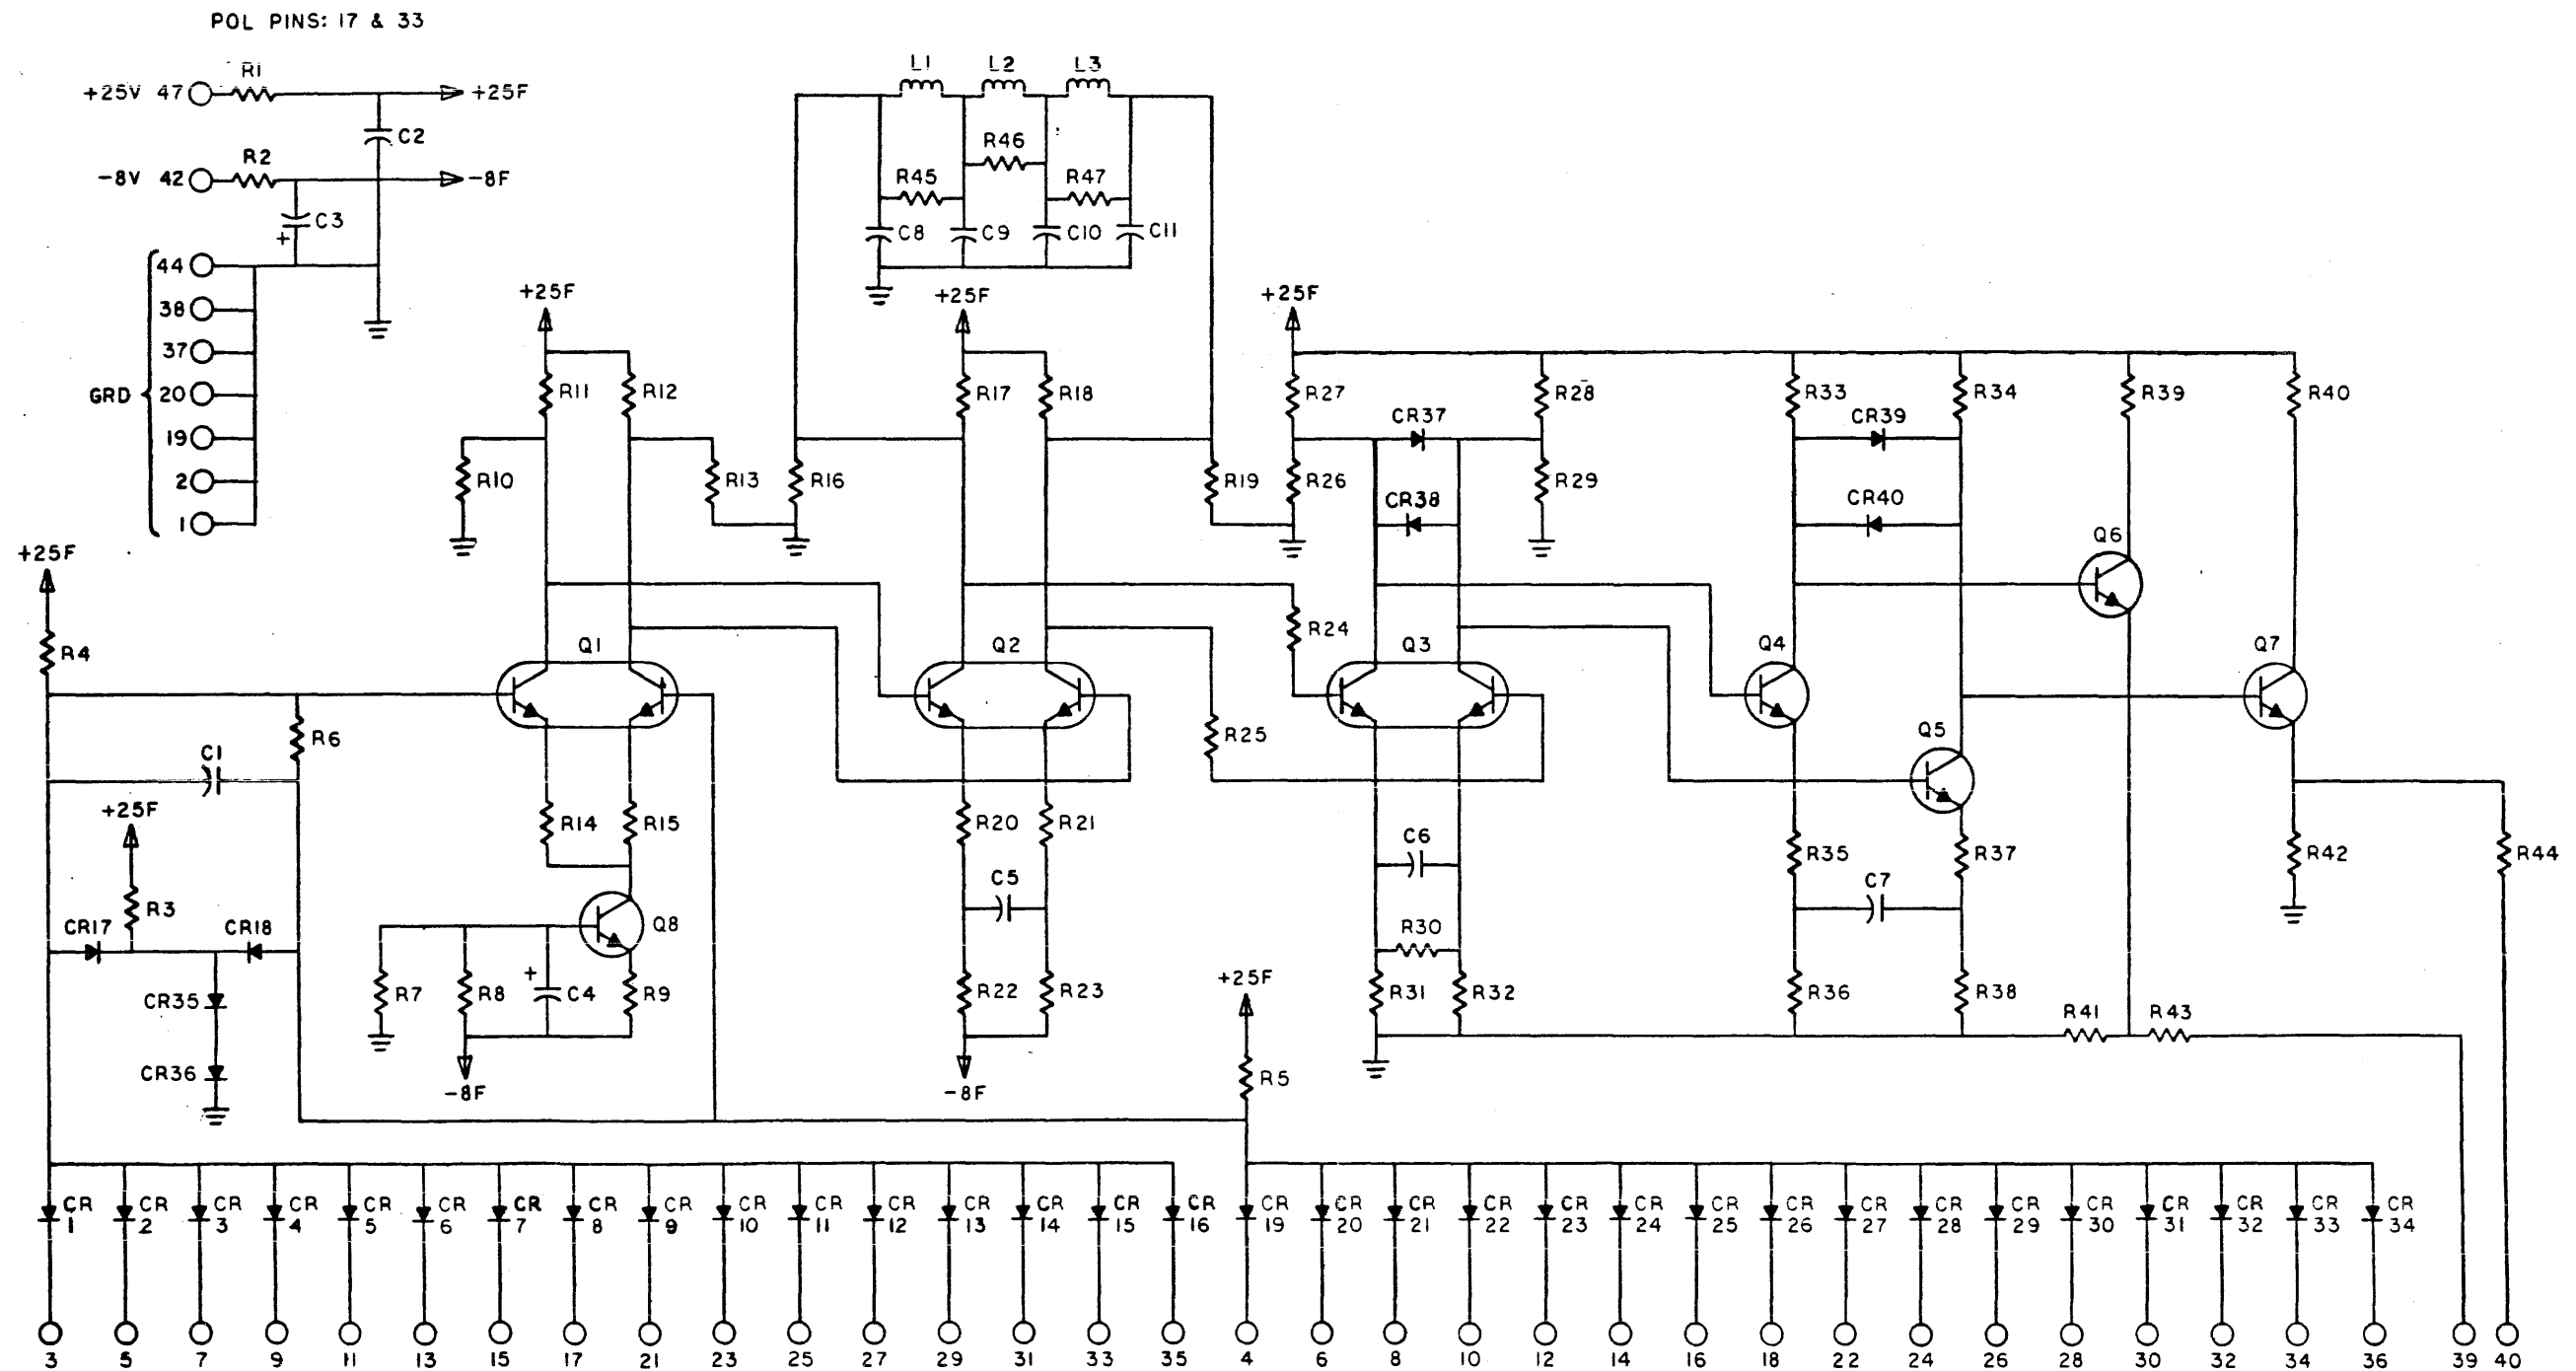 POL PINS: 17 & 33
+25V 47 R1 +25F
C2
-8V 42 R2 -8F
C3
+
GRD
44
38
37
20
19
2
1
L1 L2 L3
R46
R45 R47
C8 C9 C10 C11
+25F +25F +25F
R11 R12 R17 R18 R27 R28 R33 R34 R39 R40
CR37 CR39
R10 R13 R16 R19 R26 R29
CR38 CR40
+25F
Q6
R4 Q1 Q2 R24 Q3 Q4 Q7
R6 R25 Q5
C1
+25F
R14 R15 R20 R21 C6 R35 R37 R42 R44
R3 C5 C7
CR17 CR18 Q8 R30
+
CR35 R7 R8 C4 R9 R22 R23 +25F R31 R32 R36 R38
R41 R43
CR36 -8F -8F R5
CR 1
CR 2
CR 3
CR 4
CR 5
CR 6
CR 7
CR 8
CR 9
CR 10
CR 11
CR 12
CR 13
CR 14
CR 15
CR 16
CR 19
CR 20
CR 21
CR 22
CR 23
CR 24
CR 25
CR 26
CR 27
CR 28
CR 29
CR 30
CR 31
CR 32
CR 33
CR 34
3 5 7 9 11 13 15 17 21 23 25 27 29 31 33 35 4 6 8 10 12 14 16 18 22 24 26 28 30 32 34 36 39 40